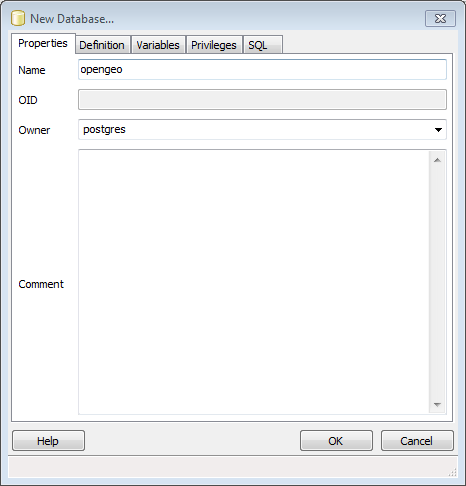 New Database...
Properties Definition Variables Privileges SQL
Name opengeo
OID
Owner postgres
Comment
Help OK Cancel